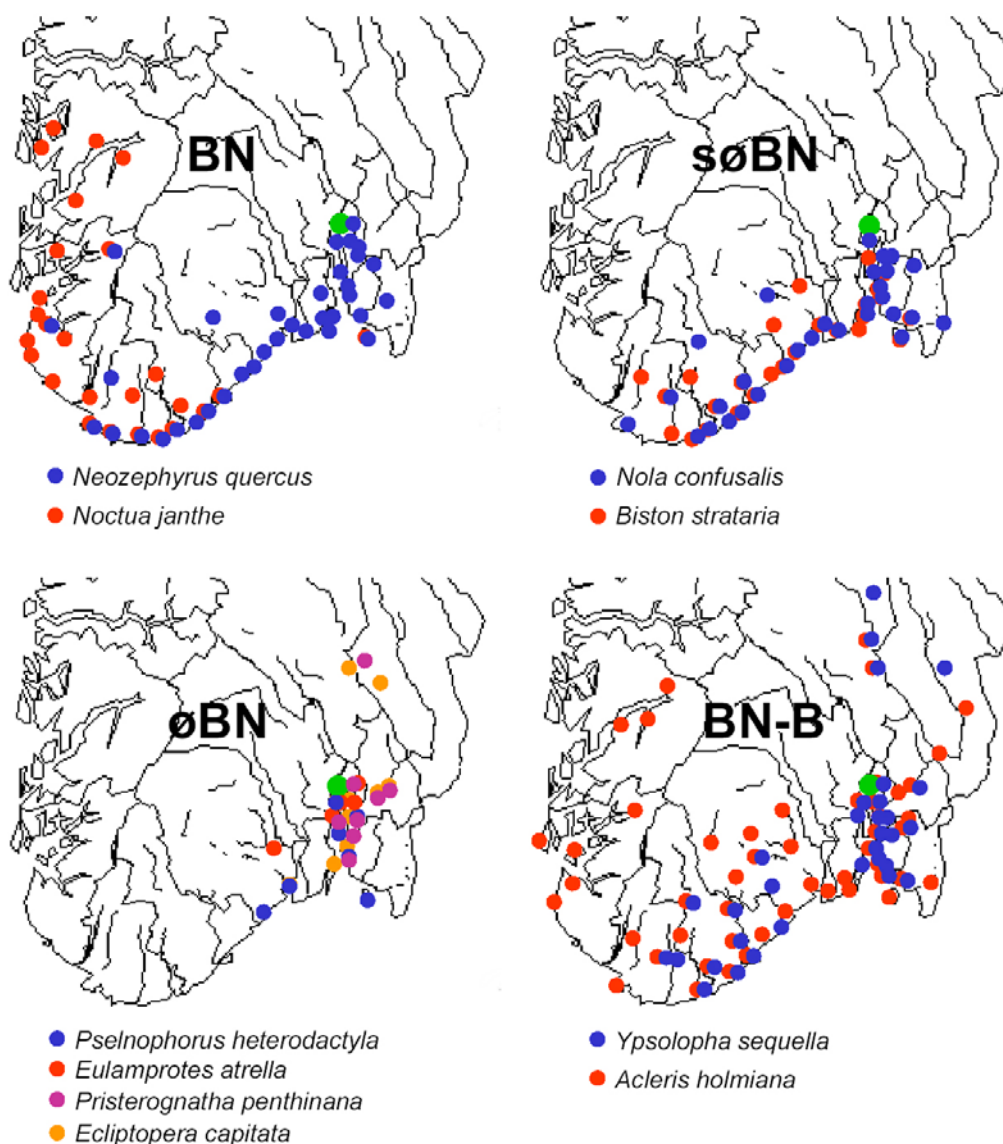 BN
Neozephyrus quercus
Noctua janthe
søBN
Nola confusalis
Biston strataria
øBN
Pselnophorus heterodactyla
Eulamprotes atrella
Pristerognatha penthinana
Ecliptopera capitata
BN-B
Ypsolopha sequella
Acleris holmiana